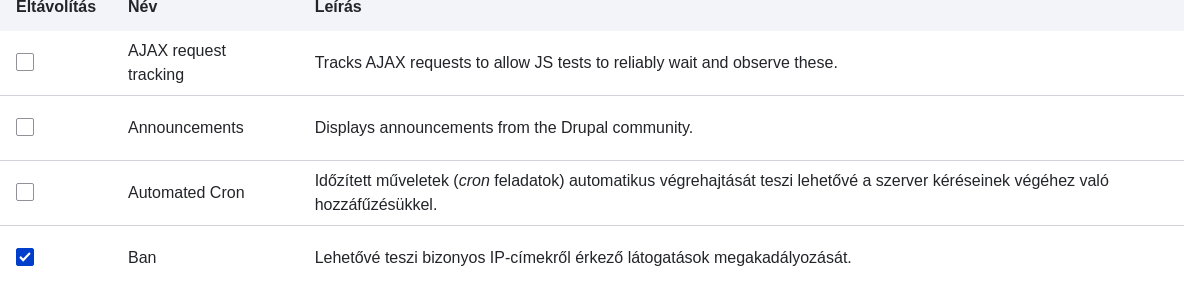 Eltávolítás Név Leírás
AJAX request
tracking
Tracks AJAX requests to allow JS tests to reliably wait and observe these.
Announcements
Displays announcements from the Drupal community.
Automated Cron
Időzített műveletek (cron feladatok) automatikus végrehajtását teszi lehetővé a szerver kéréseinek végéhez való
hozzáfűzésükkel.
Ban
Lehetővé teszi bizonyos IP-címekről érkező látogatások megakadályozását.